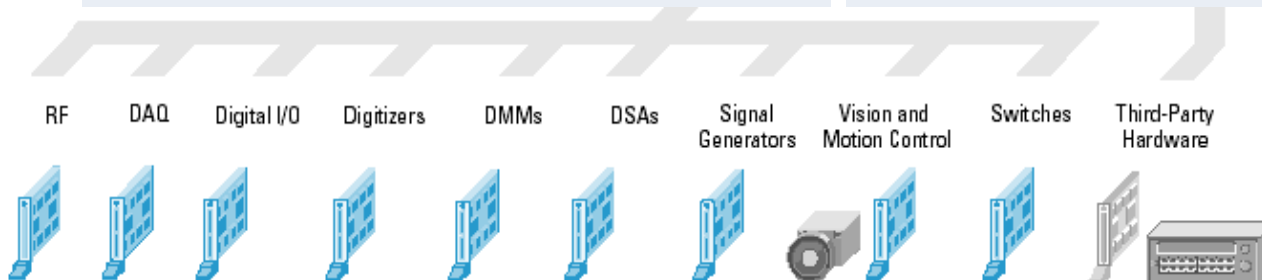 RF
DAQ
Digital I/O
Digitizers
DMMs
DSAs
Signal
Generators
Vision and
Motion Control
Switches
Third-Party
Hardware